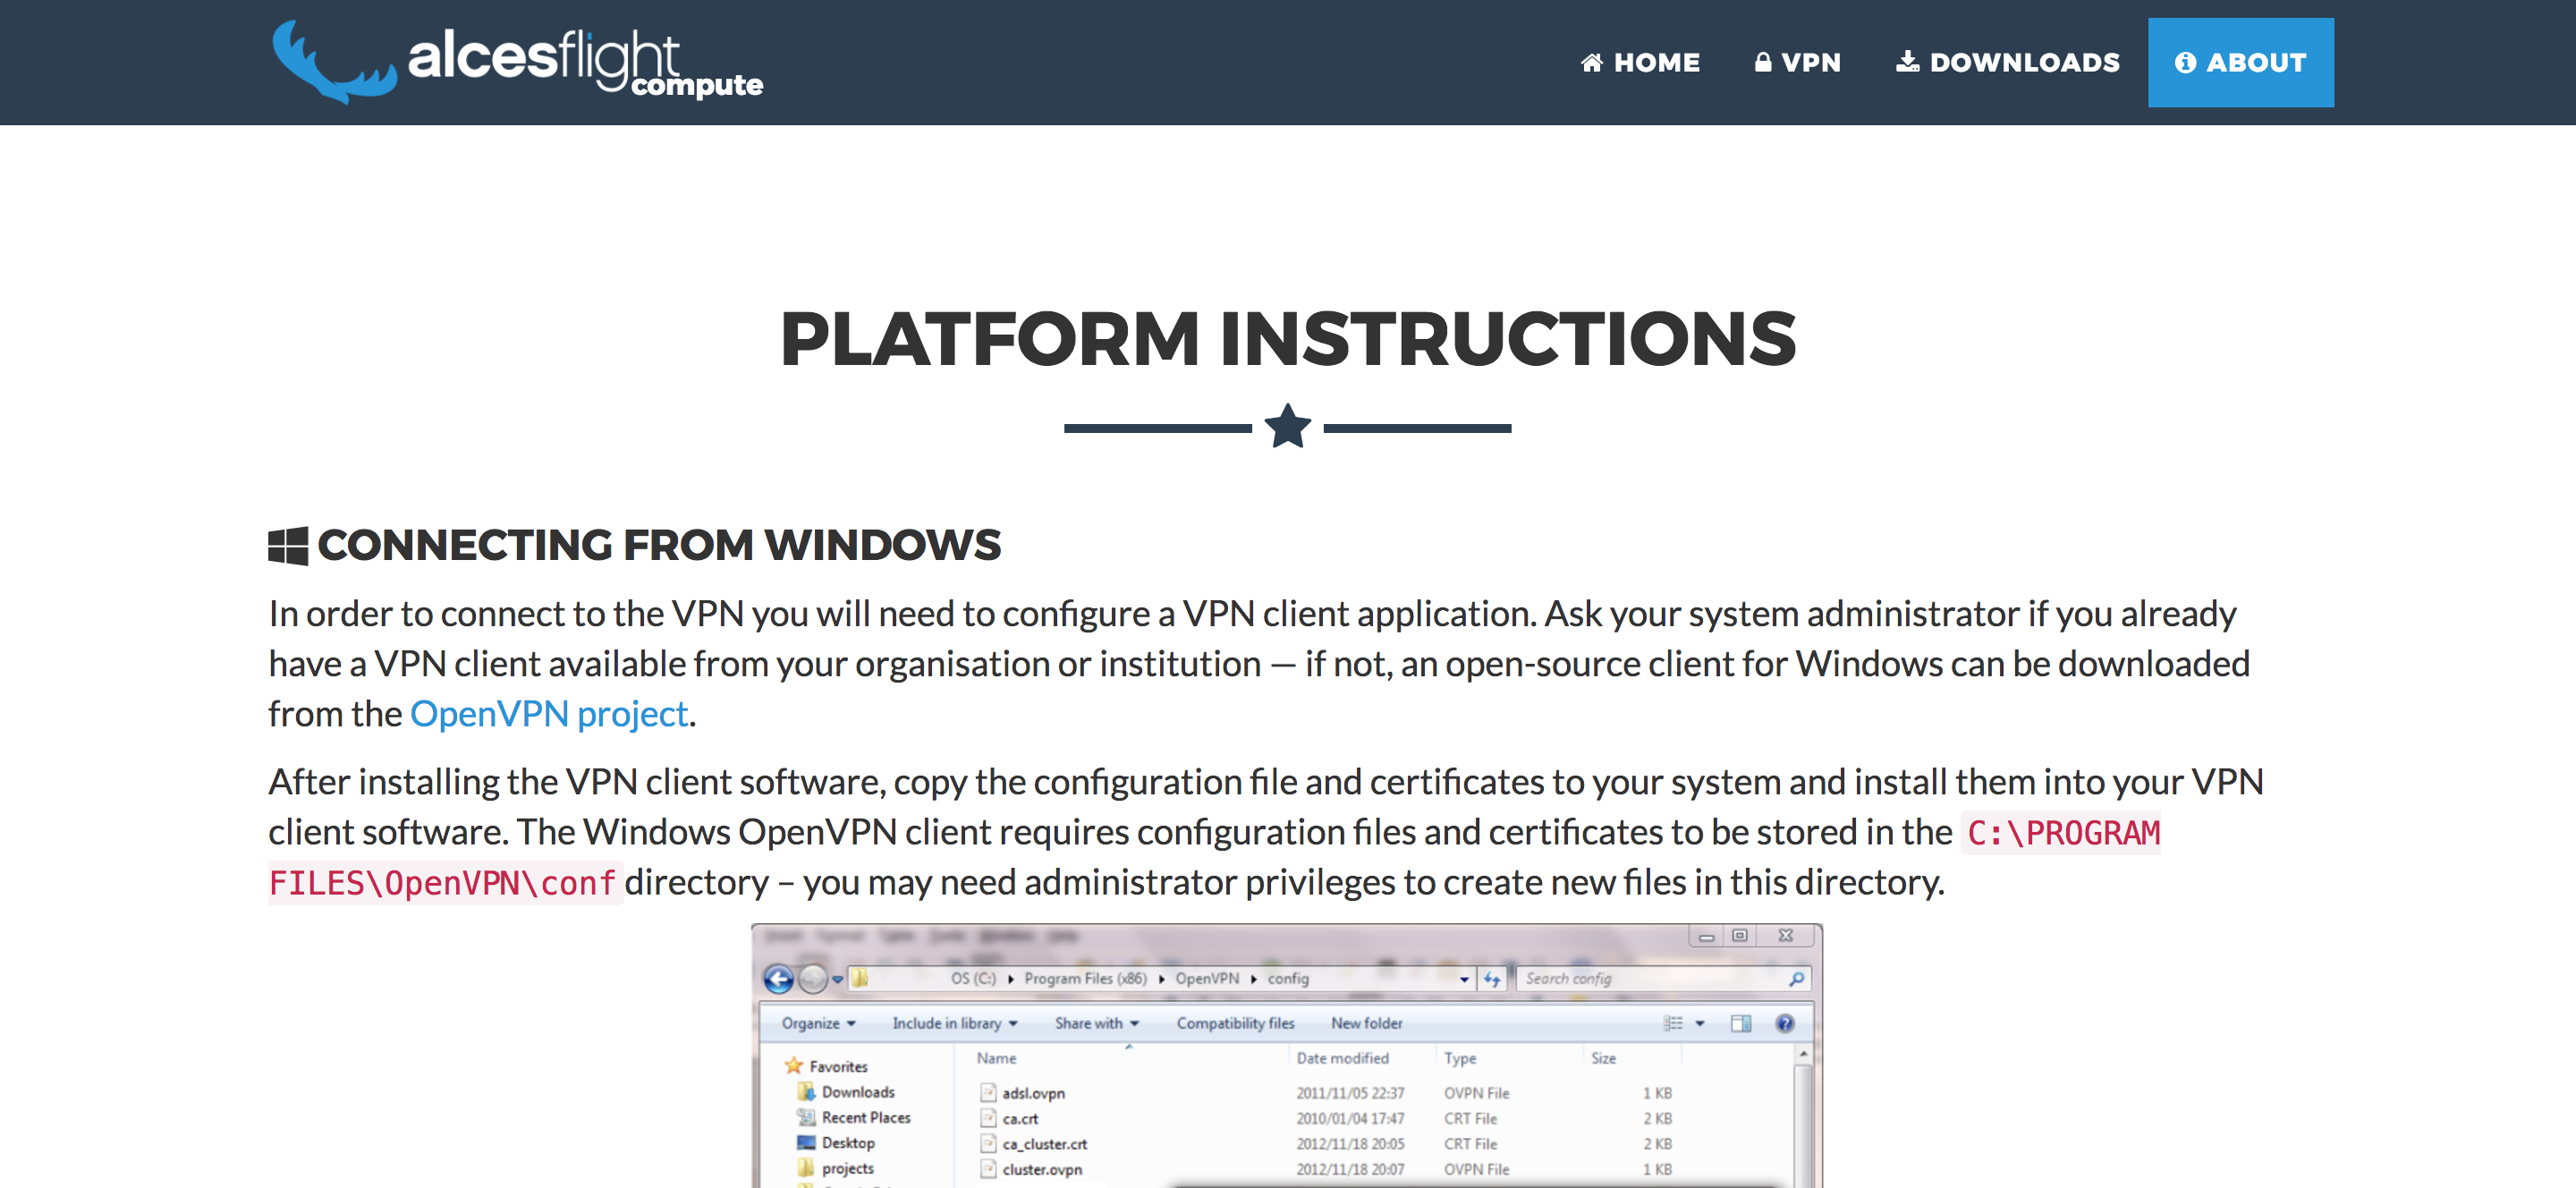 alcesflight
compute
HOME VPN DOWNLOADS ABOUT
PLATFORM INSTRUCTIONS
CONNECTING FROM WINDOWS
In order to connect to the VPN you will need to configure a VPN client application. Ask your system administrator if you already
have a VPN client available from your organisation or institution — if not, an open-source client for Windows can be downloaded
from the OpenVPN project.
After installing the VPN client software, copy the configuration file and certificates to your system and install them into your VPN
client software. The Windows OpenVPN client requires configuration files and certificates to be stored in the C:\PROGRAM
FILES\OpenVPN\conf directory – you may need administrator privileges to create new files in this directory.
OS (C:) Program Files (x86) OpenVPN config Search config
Organize Include in library Share with Compatibility files New folder
Name Date modified Type Size
Favorites
Downloads adsl.ovpn 2011/11/05 22:37 OVPN File 1 KB
Recent Places ca.crt 2010/01/04 17:47 CRT File 2 KB
Desktop ca_cluster.crt 2012/11/18 20:05 CRT File 2 KB
projects cluster.ovpn 2012/11/18 20:07 OVPN File 1 KB